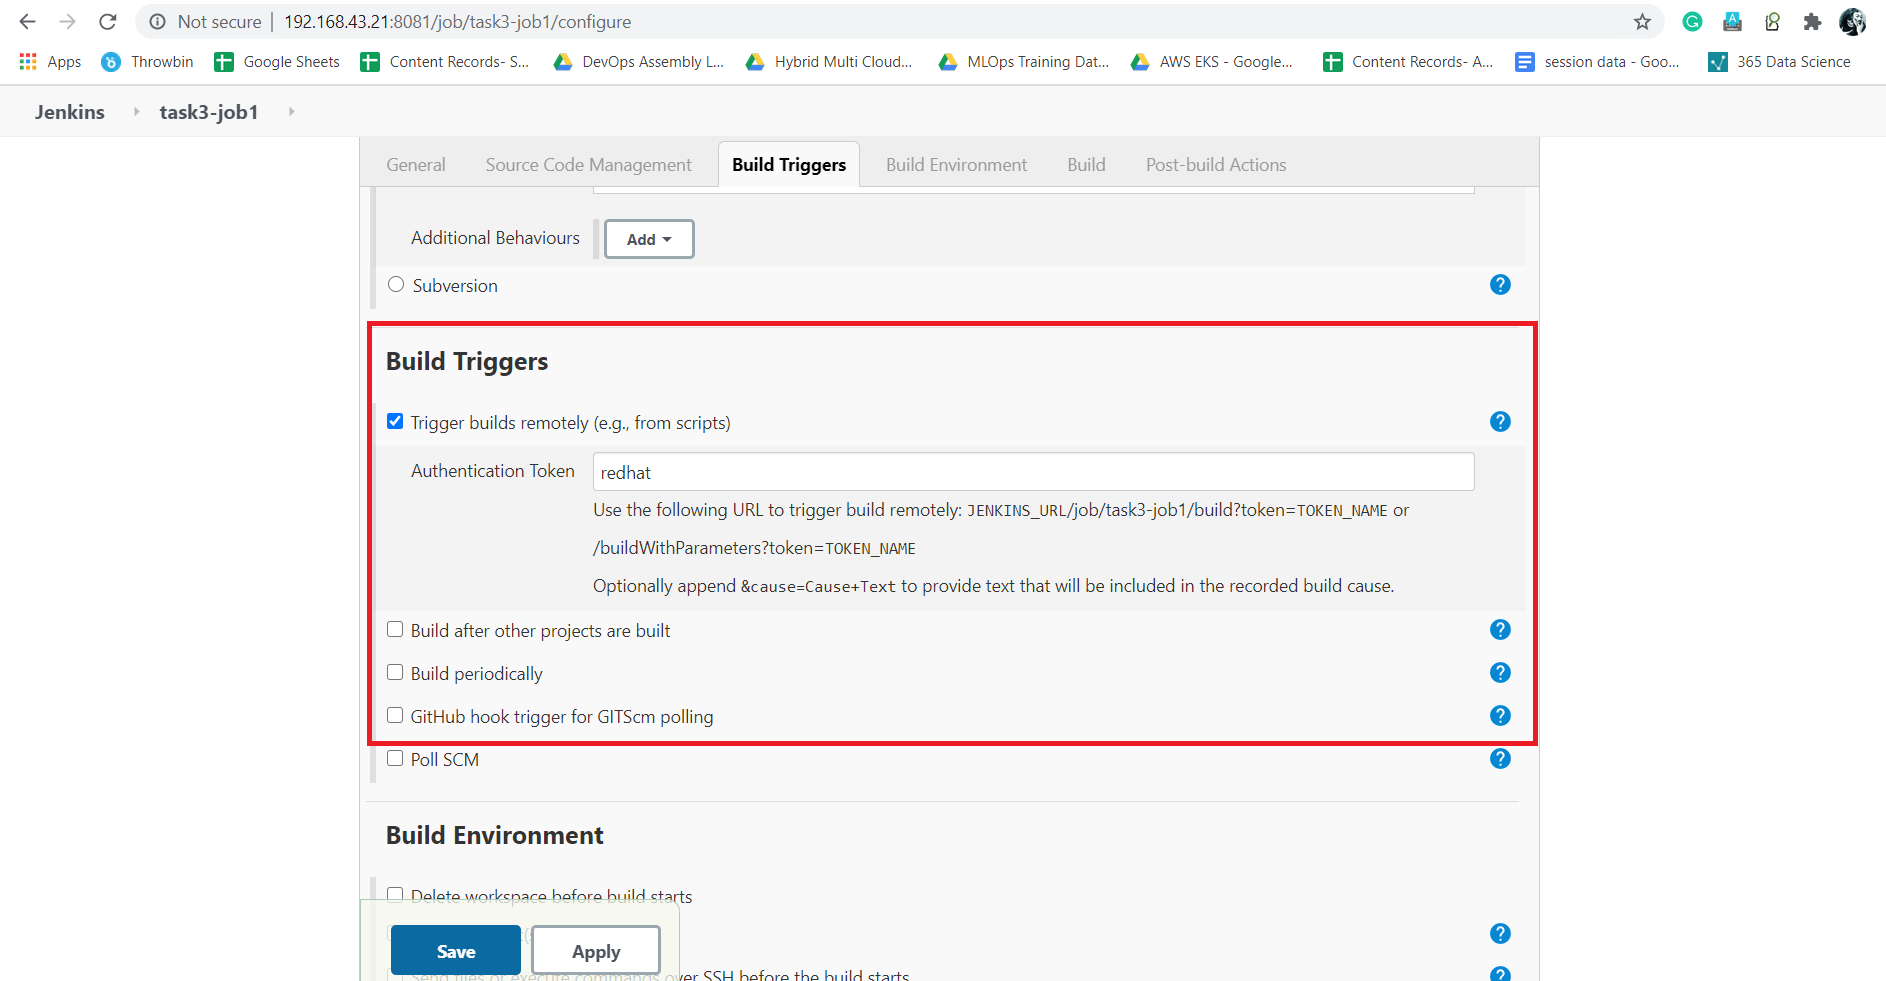 Not secure | 192.168.43.21:8081/job/task3-job1/configure
Apps Throwbin Google Sheets Content Records- S... DevOps Assembly L... Hybrid Multi Cloud... MLOps Training Dat... AWS EKS - Google... Content Records- A... session data - Goo... 365 Data Science
Jenkins task3-job1
General Source Code Management Build Triggers Build Environment Build Post-build Actions
Additional Behaviours Add
Subversion ?
Build Triggers
Trigger builds remotely (e.g., from scripts) ?
Authentication Token redhat
Use the following URL to trigger build remotely: JENKINS_URL/job/task3-job1/build?token=TOKEN_NAME or
/buildWithParameters?token=TOKEN_NAME
Optionally append &cause=Cause+Text to provide text that will be included in the recorded build cause.
Build after other projects are built ?
Build periodically ?
GitHub hook trigger for GITScm polling ?
Poll SCM ?
Build Environment
Delete workspace before build starts
?
Save Apply
Send files or execute commands over SSH before the build starts ?